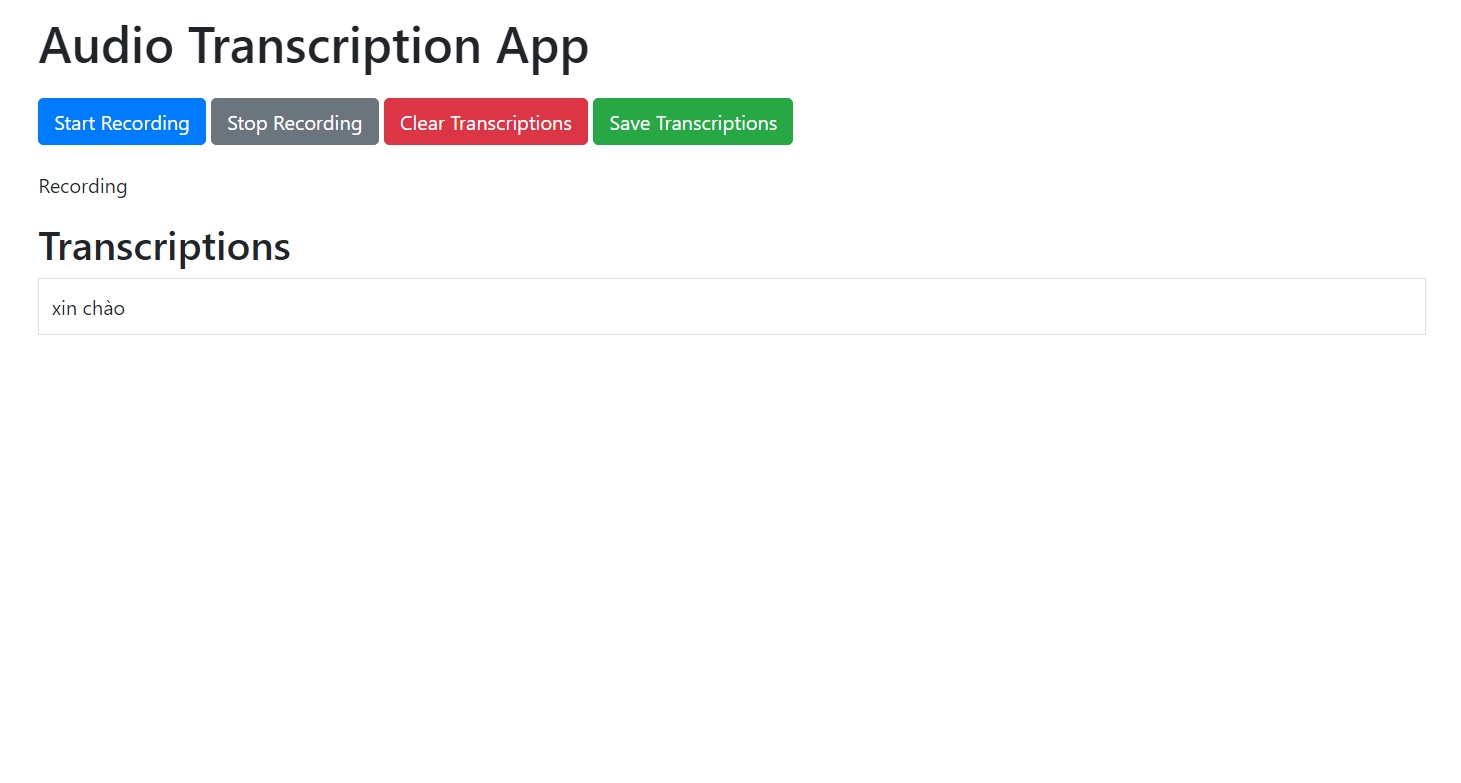 Audio Transcription App
Start Recording Stop Recording Clear Transcriptions Save Transcriptions
Recording
Transcriptions
xin chào